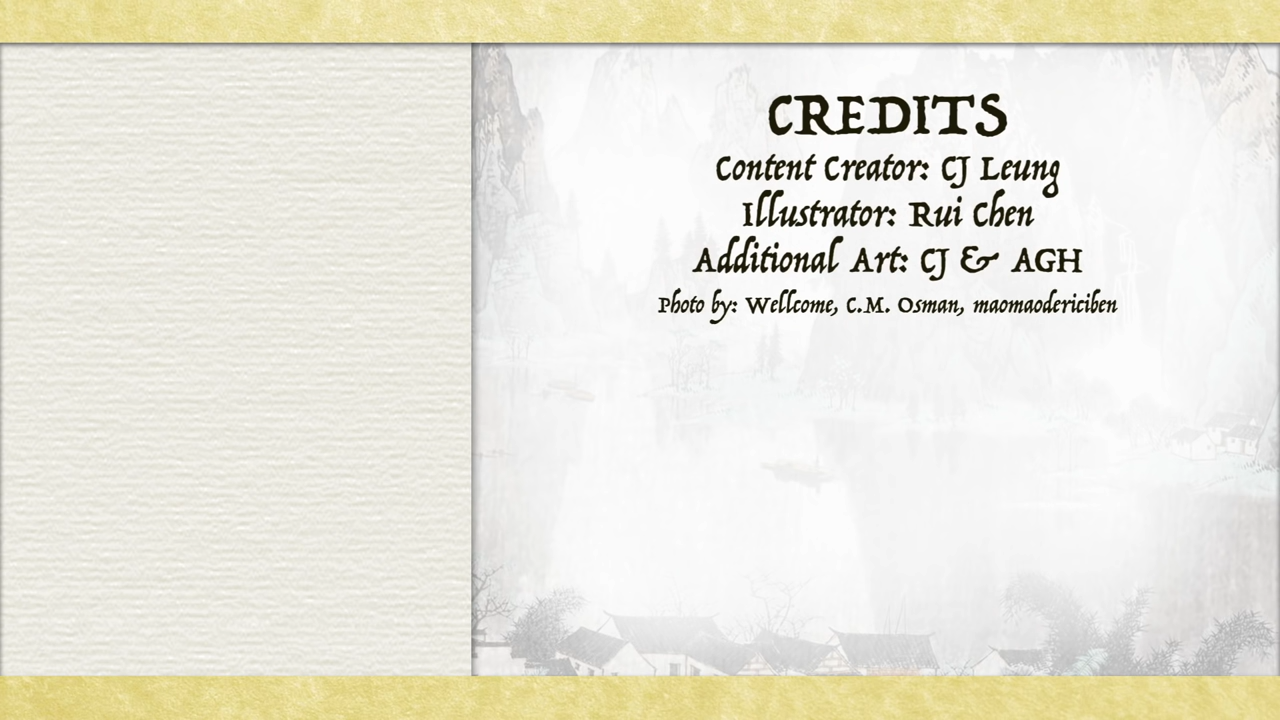 CREDITS
Content Creator: CJ Leung
Illustrator: Rui Chen
Additional Art: CJ & AGH
Photo by: Wellcome, C.M. Osman, maomaodericiben